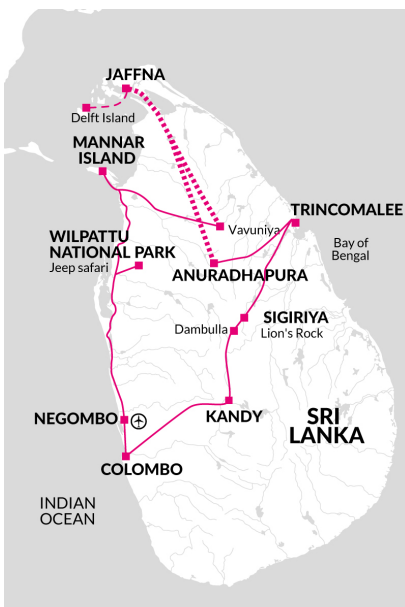 JAFFNA
Delft Island
MANNAR
ISLAND
TRINCOMALEE
Vavuniya
WILPATTU
NATIONAL PARK
Jeep safari
Bay of
Bengal
ANURADHAPURA
SIGIRIYA
Dambulla
Lion's Rock
NEGOMBO
KANDY
SRI
LANKA
COLOMBO
INDIAN
OCEAN